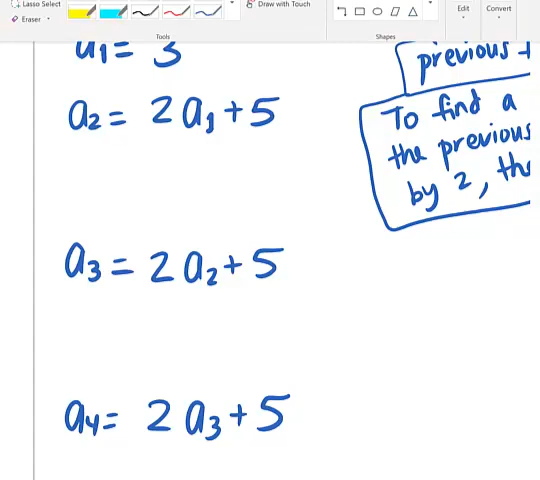 Lasso Select
Eraser
Draw with Touch
Edit
Convert
Tools
Shapes
a₁ = 3
a₂ = 2a₁ + 5
a₃ = 2a₂ + 5
a₄ = 2a₃ + 5
previous
To find a
the previous
by 2, the